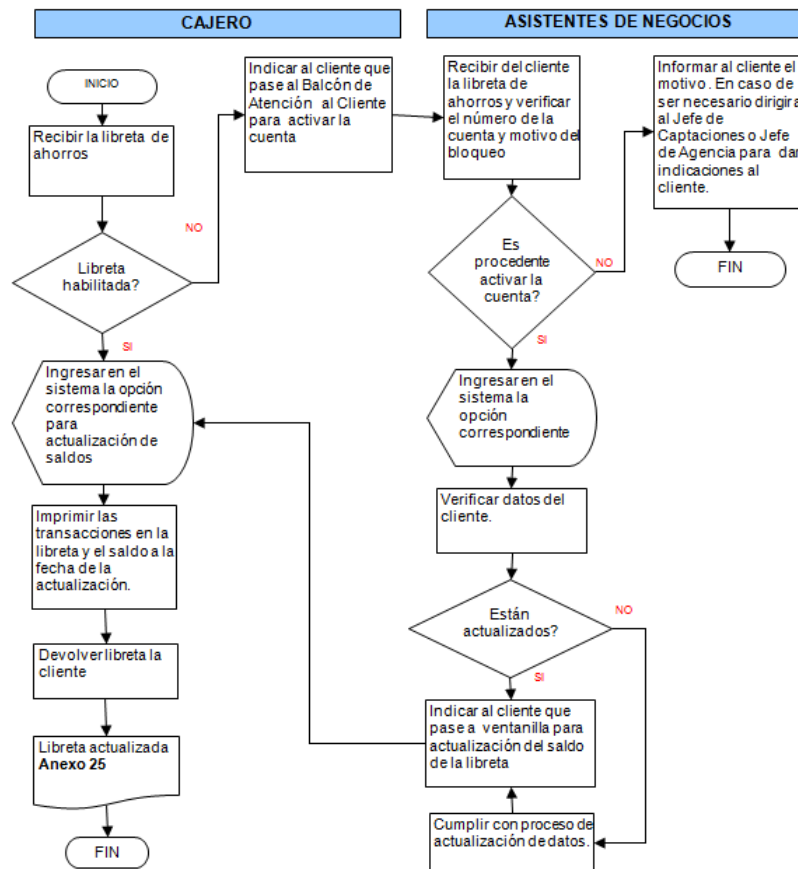 CAJERO
INICIO
Recibir la libreta de
ahorros
Libreta
habilitada?
NO
SI
Indicar al cliente que
pase al Balcón de
Atención al Cliente
para activar la
cuenta
Ingresar en el
sistema la opción
correspondiente
para
actualización de
saldos
Imprimir las
transacciones en la
libreta y el saldo a la
fecha de la
actualización.
Devolver libreta la
cliente
Libreta actualizada
Anexo 25
FIN
ASISTENTES DE NEGOCIOS
Recibir del cliente
la libreta de
ahorros y verificar
el número de la
cuenta y motivo del
bloqueo
Es
procedente
activar la
cuenta?
NO
SI
Informar al cliente el
motivo. En caso de
ser necesario dirigira
al Jefe de
Captaciones o Jefe
de Agencia para dar
indicaciones al
cliente.
FIN
Ingresar en el
sistema la
opción
correspondiente
Verificar datos del
cliente.
Están
actualizados?
NO
SI
Indicar al cliente que
pase a ventanilla para
actualización del saldo
de la libreta
Cumplir con proceso de
actualización de datos.